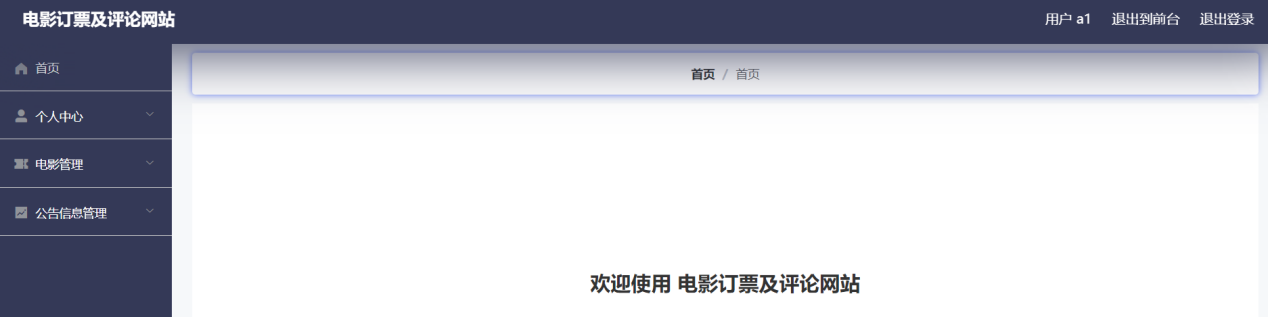 电影订票及评论网站
用户 a1 退出到前台 退出登录
首页
个人中心
电影管理
公告信息管理
首页 / 首页
欢迎使用 电影订票及评论网站